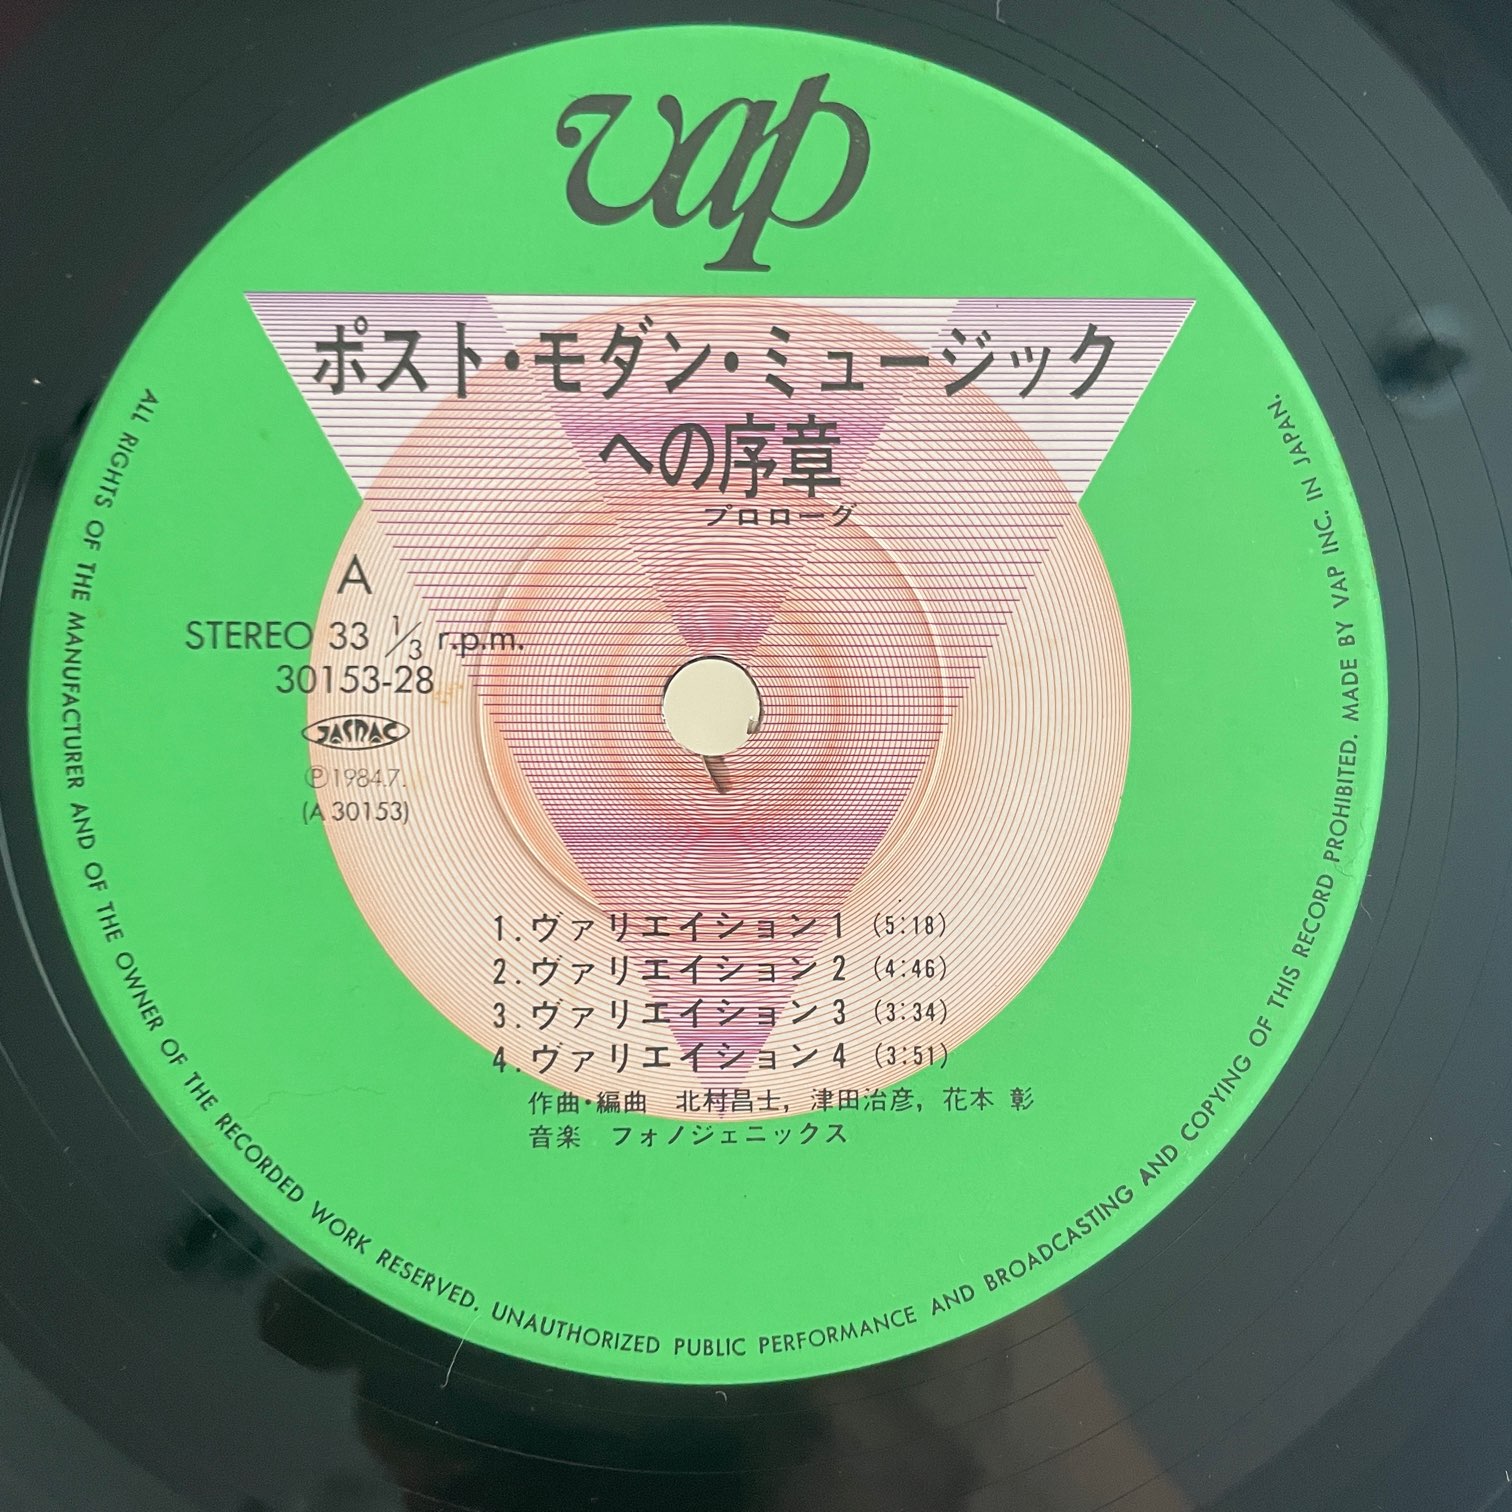 vap
ポスト・モダン・ミュージック
への序章
プロローグ
A
STEREO 33 1/3 r.p.m.
30153-28
JASRAC
Ⓟ1984.7.
(A 30153)
1.ヴァリエイション1 (5:18)
2.ヴァリエイション2 (4:46)
3.ヴァリエイション3 (3:34)
4.ヴァリエイション4 (3:51)
作曲・編曲 北村昌士, 津田治彦, 花本 彰
音楽 フォノジェニックス
ALL RIGHTS OF THE MANUFACTURER AND OF THE OWNER OF THE RECORDED WORK RESERVED. UNAUTHORIZED PUBLIC PERFORMANCE AND BROADCASTING AND COPYING OF THIS RECORD PROHIBITED. MADE BY VAP INC. IN JAPAN.